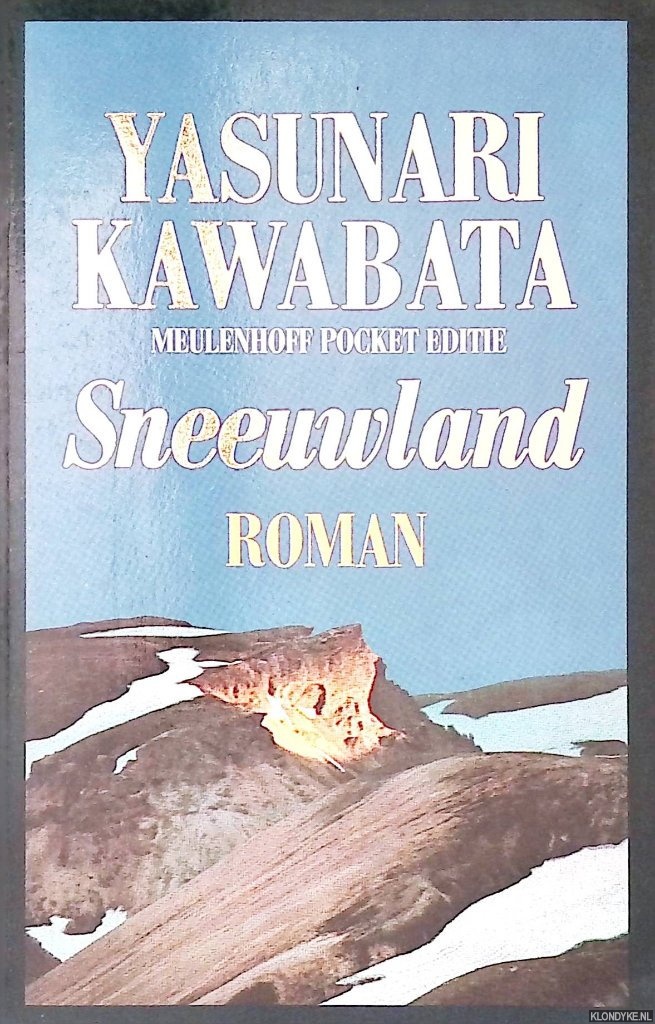 YASUNARI
KAWABATA
MEULENHOFF POCKET EDITIE
Sneeuwland
ROMAN
KLONDYKE.NL